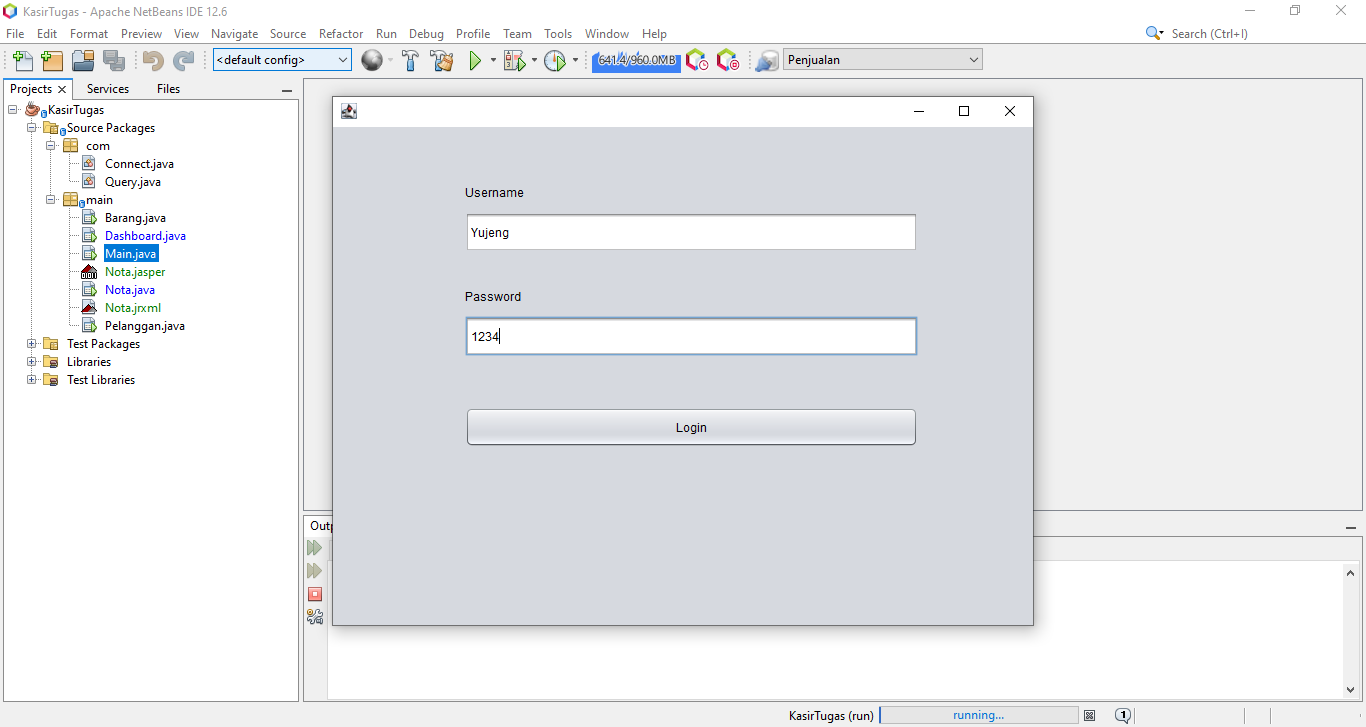 KasirTugas - Apache NetBeans IDE 12.6
File Edit Format Preview View Navigate Source Refactor Run Debug Profile Team Tools Window Help
Search (Ctrl+I)
<default config>
641.4/960.0MB
Penjualan
Projects Services Files
KasirTugas
Source Packages
com
Connect.java
Query.java
main
Barang.java
Dashboard.java
Main.java
Nota.jasper
Nota.java
Nota.jrxml
Pelanggan.java
Test Packages
Libraries
Test Libraries
Username
Yujeng
Password
1234
Login
KasirTugas (run)
running...
1